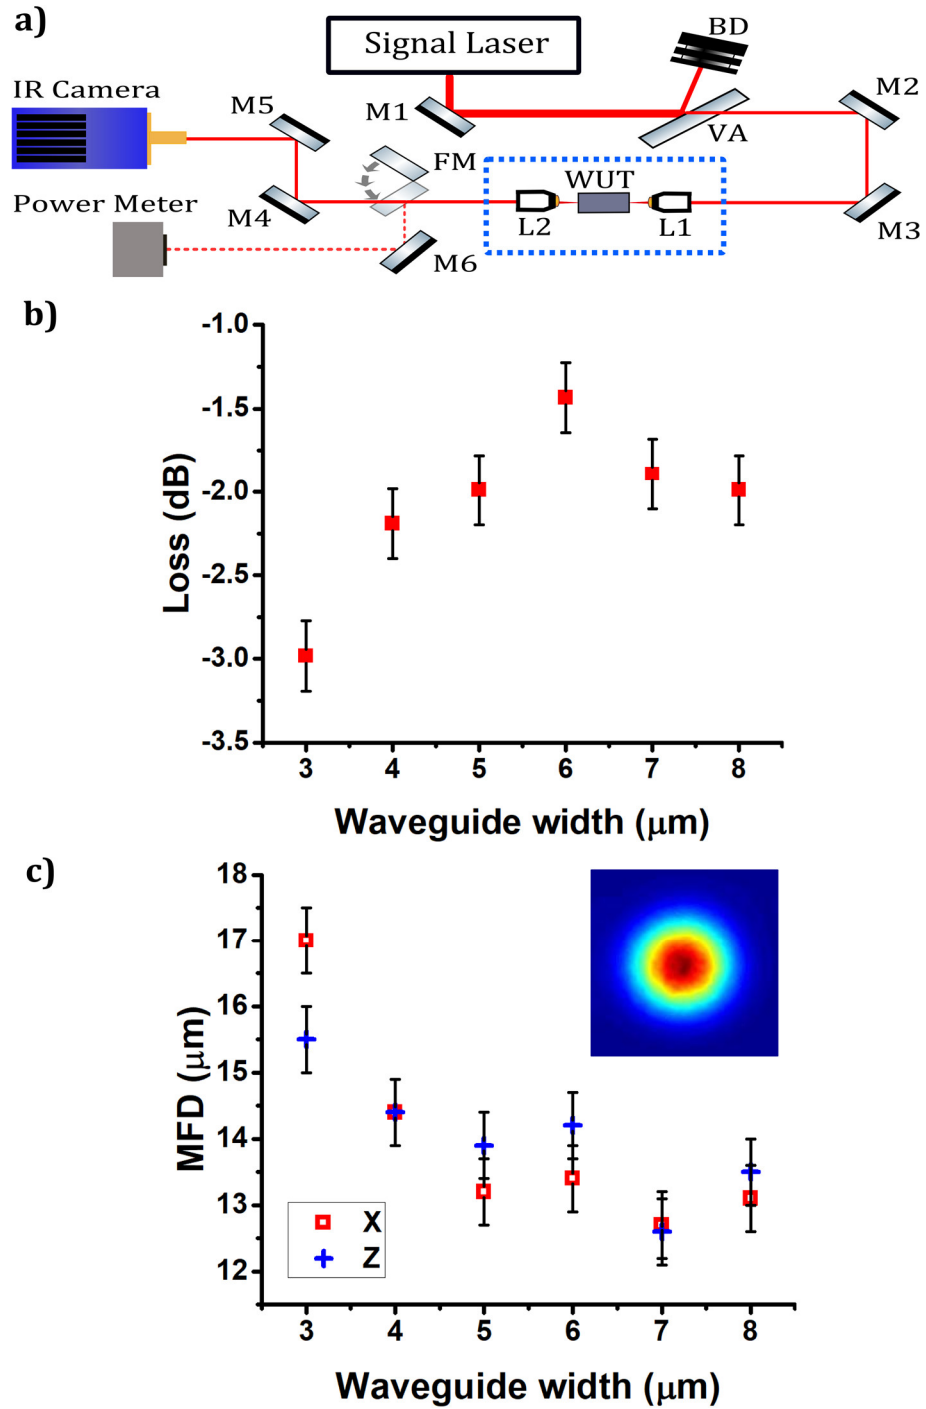 a)
Signal Laser
BD
IR Camera
M5
M1
M2
VA
FM
WUT
Power Meter
M4
L2
L1
M3
M6
b)
-1.0
-1.5
-2.0
-2.5
-3.0
-3.5
Loss (dB)
3 4 5 6 7 8
Waveguide width (μm)
c)
18
17
16
15
14
13
12
MFD (μm)
X
Z
3 4 5 6 7 8
Waveguide width (μm)